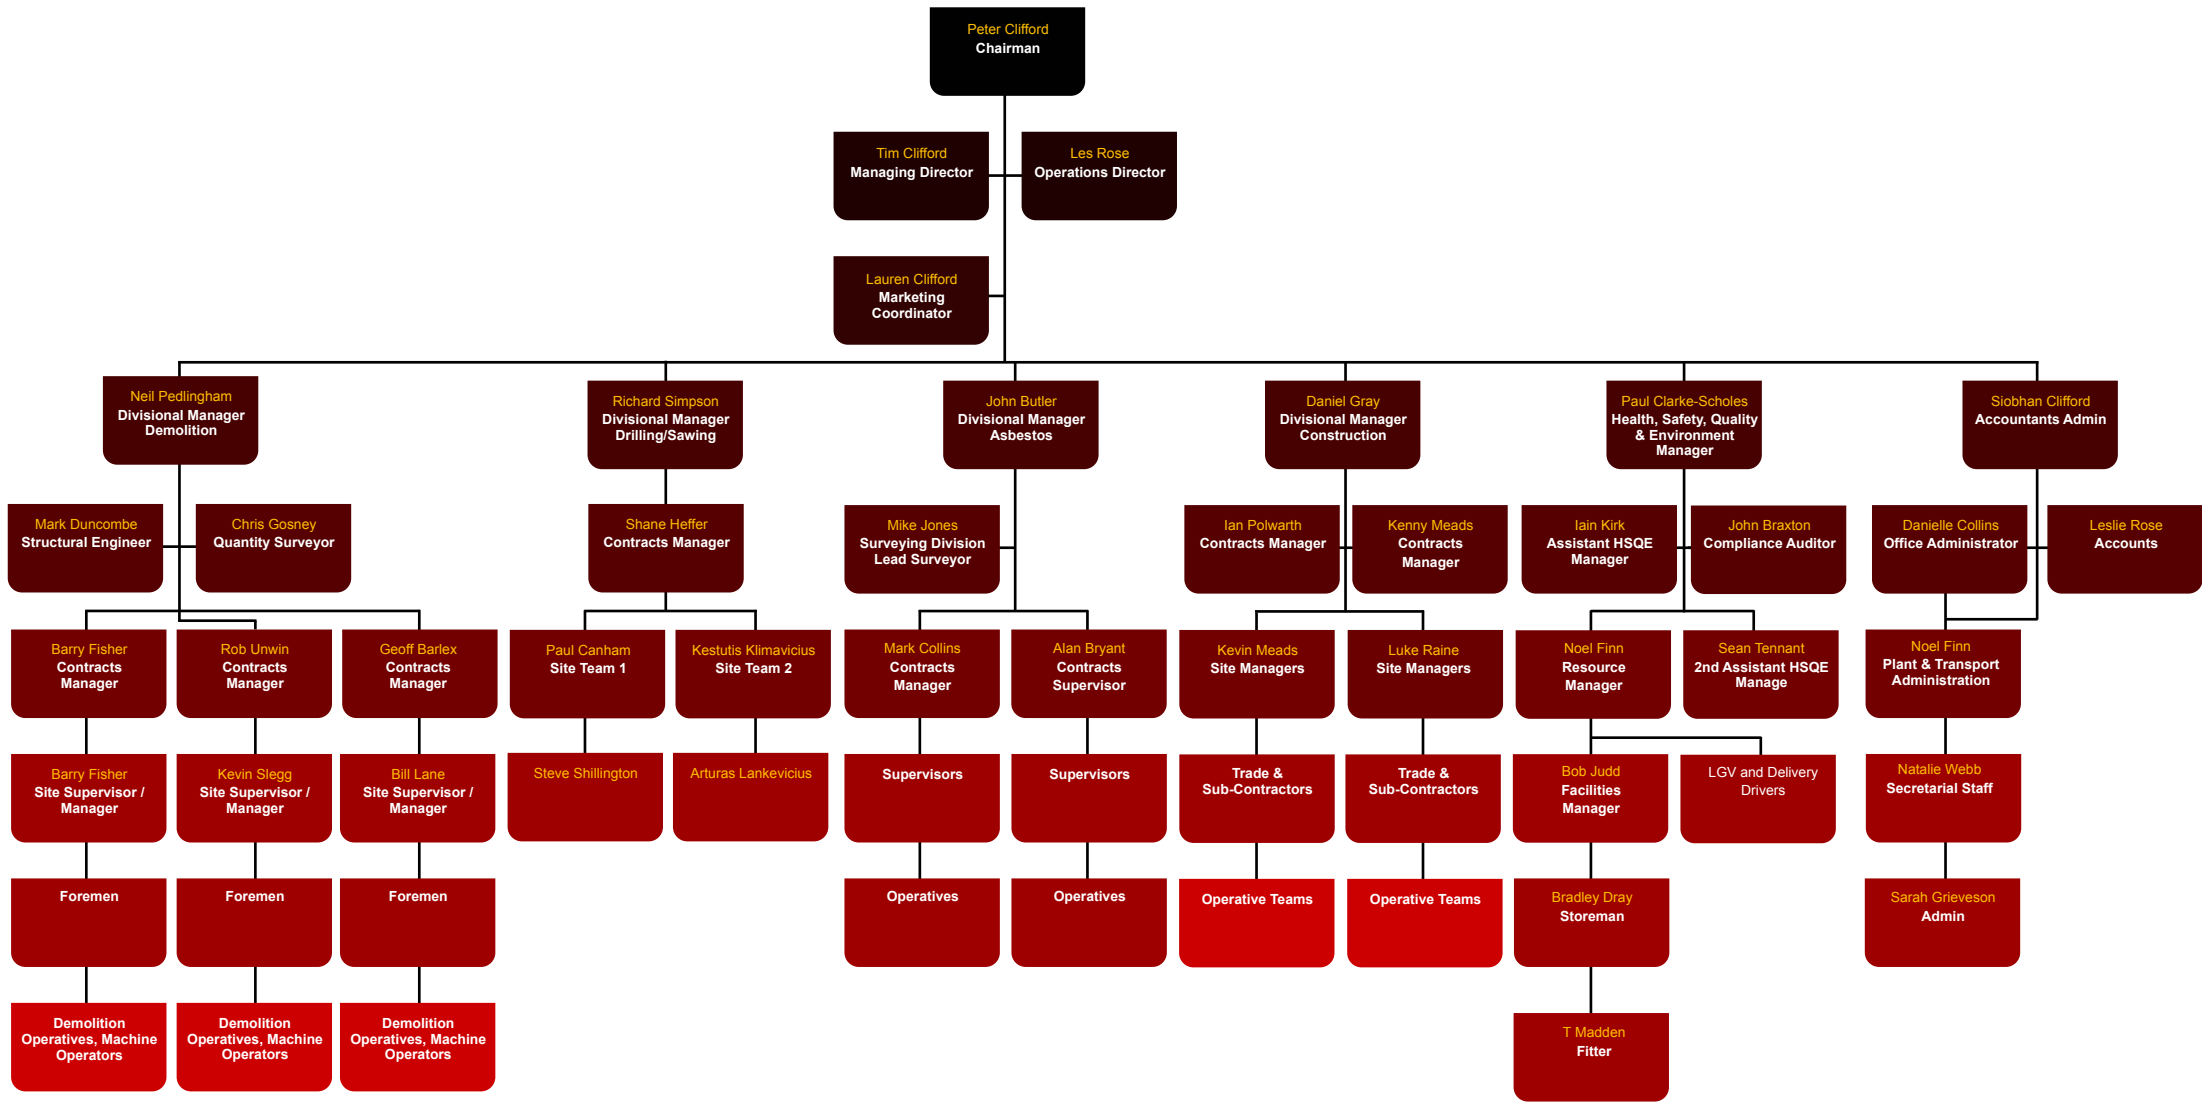 Peter Clifford
Chairman
Tim Clifford
Managing Director
Les Rose
Operations Director
Lauren Clifford
Marketing
Coordinator
Neil Pedlingham
Divisional Manager
Demolition
Richard Simpson
Divisional Manager
Drilling/Sawing
John Butler
Divisional Manager
Asbestos
Daniel Gray
Divisional Manager
Construction
Paul Clarke-Scholes
Health, Safety, Quality
& Environment
Manager
Siobhan Clifford
Accountants Admin
Mark Duncombe
Structural Engineer
Chris Gosney
Quantity Surveyor
Shane Heffer
Contracts Manager
Mike Jones
Surveying Division
Lead Surveyor
Ian Polwarth
Contracts Manager
Kenny Meads
Contracts
Manager
Iain Kirk
Assistant HSQE
Manager
John Braxton
Compliance Auditor
Danielle Collins
Office Administrator
Leslie Rose
Accounts
Barry Fisher
Contracts
Manager
Rob Unwin
Contracts
Manager
Geoff Barlex
Contracts
Manager
Paul Canham
Site Team 1
Kestutis Klimavicius
Site Team 2
Mark Collins
Contracts
Manager
Alan Bryant
Contracts
Supervisor
Kevin Meads
Site Managers
Luke Raine
Site Managers
Noel Finn
Resource
Manager
Sean Tennant
2nd Assistant HSQE
Manage
Noel Finn
Plant & Transport
Administration
Barry Fisher
Site Supervisor /
Manager
Kevin Slegg
Site Supervisor /
Manager
Bill Lane
Site Supervisor /
Manager
Steve Shillington
Arturas Lankevicius
Supervisors
Supervisors
Trade &
Sub-Contractors
Trade &
Sub-Contractors
Bob Judd
Facilities
Manager
LGV and Delivery
Drivers
Natalie Webb
Secretarial Staff
Foremen
Foremen
Foremen
Operatives
Operatives
Operative Teams
Operative Teams
Bradley Dray
Storeman
Sarah Grieveson
Admin
Demolition
Operatives, Machine
Operators
Demolition
Operatives, Machine
Operators
Demolition
Operatives, Machine
Operators
T Madden
Fitter